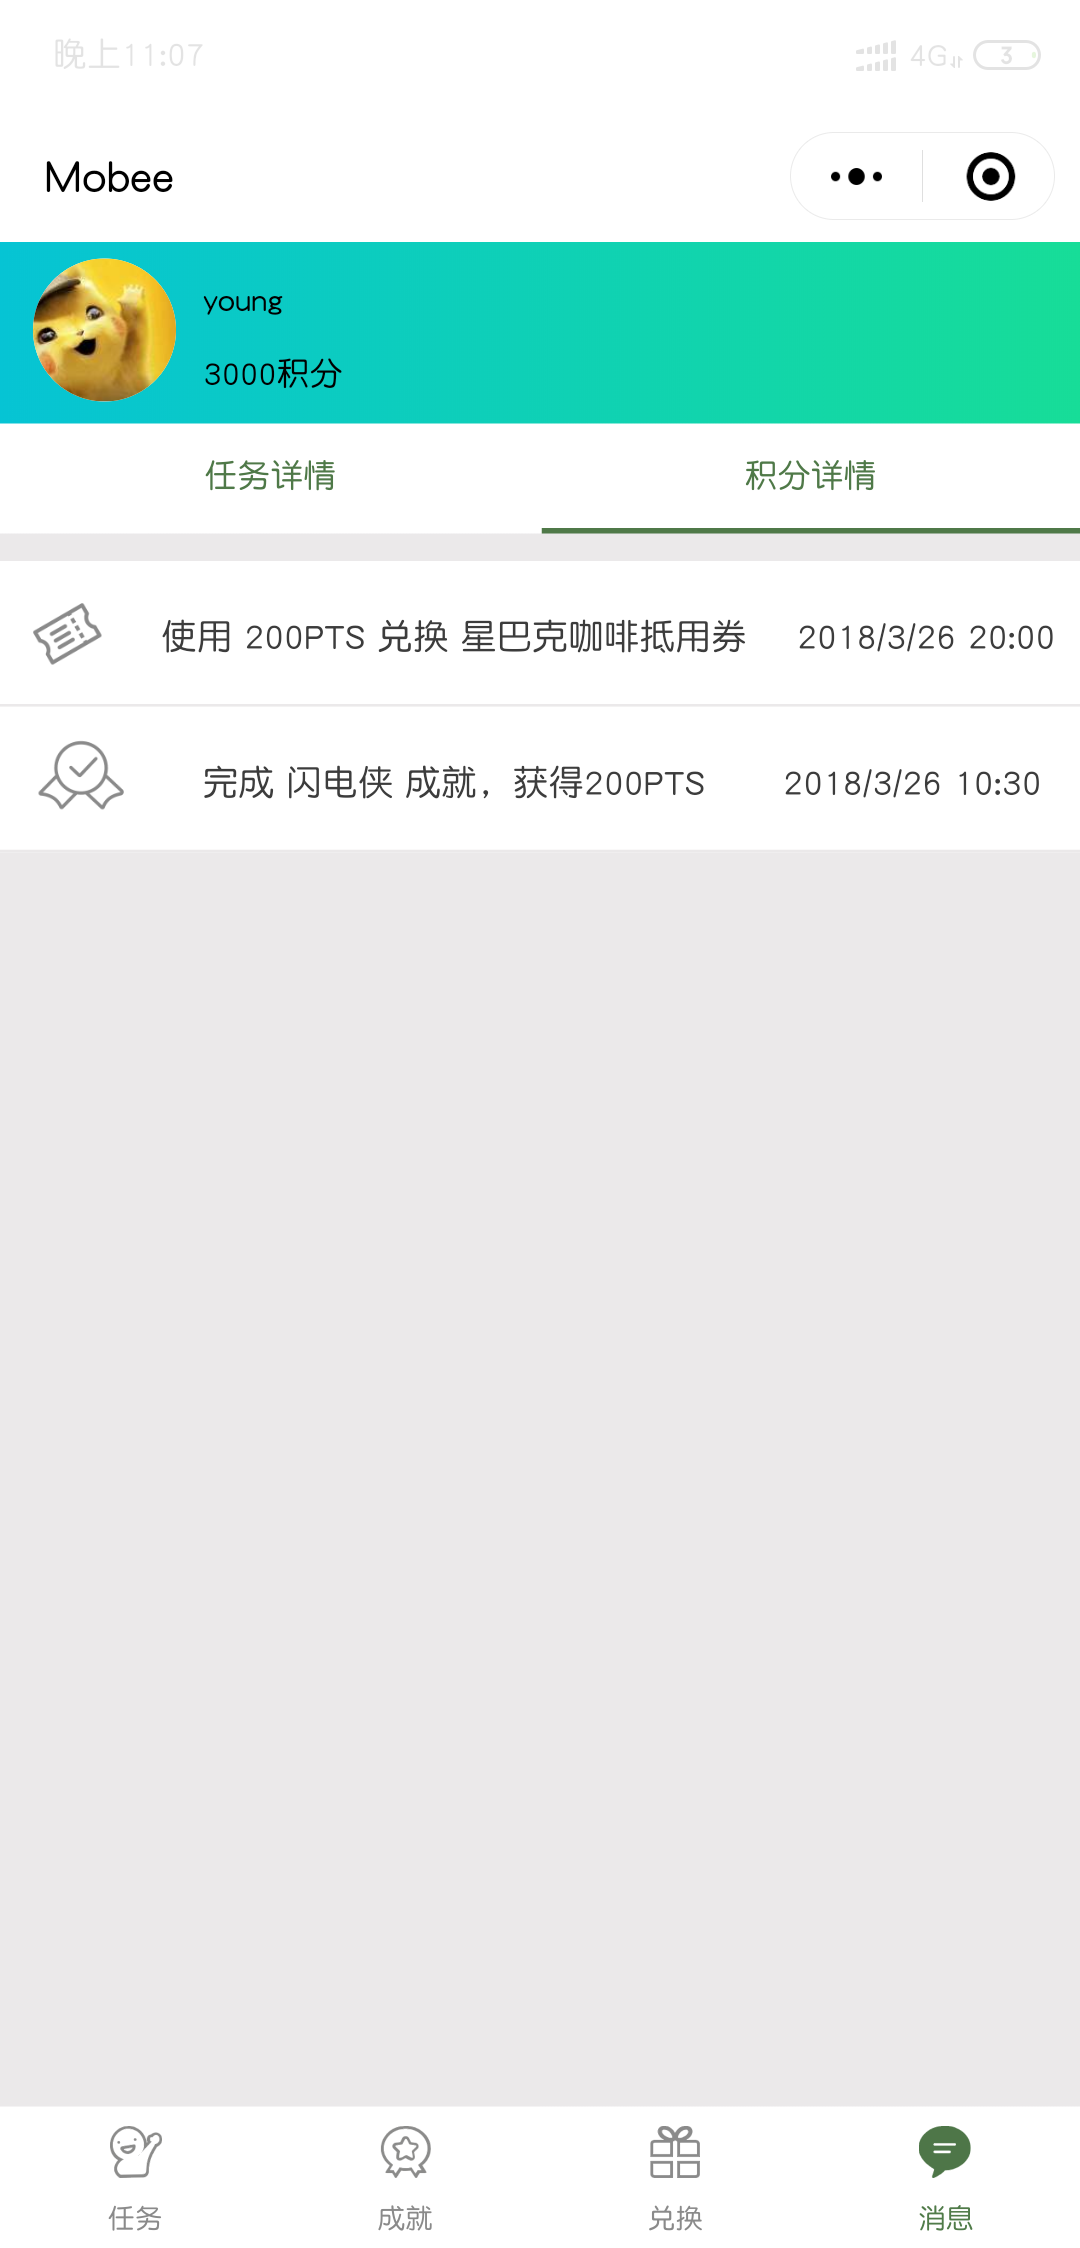 晚上11:07
4G 3
Mobee
young
3000积分
任务详情 积分详情
使用 200PTS 兑换 星巴克咖啡抵用券 2018/3/26 20:00
完成 闪电侠 成就，获得200PTS 2018/3/26 10:30
任务 成就 兑换 消息